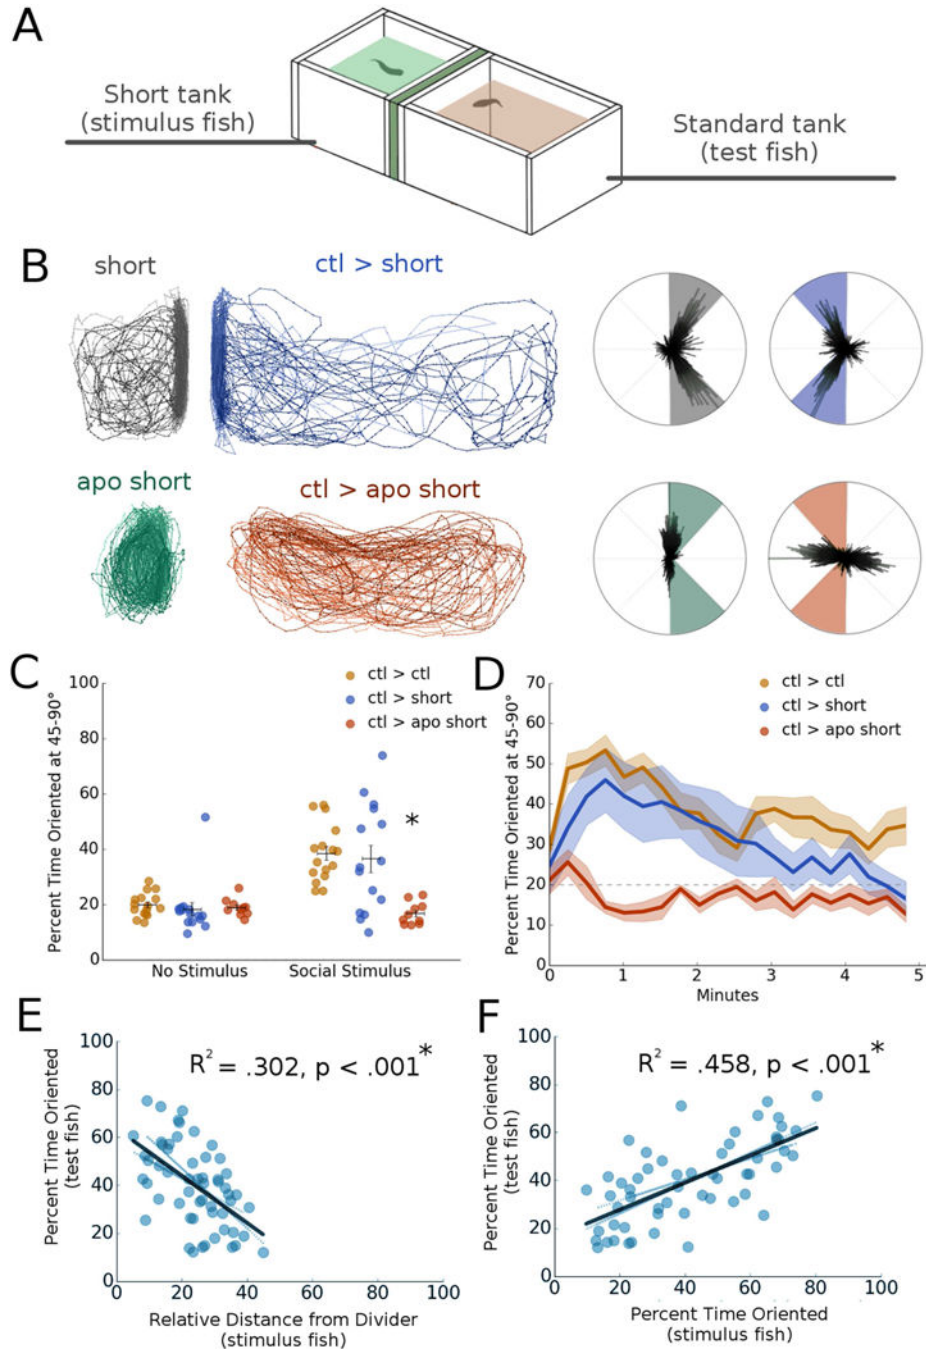 A
Short tank
(stimulus fish)
Standard tank
(test fish)
B
short
ctl > short
apo short
ctl > apo short
C
Percent Time Oriented at 45-90°
100
80
60
40
20
0
ctl > ctl
ctl > short
ctl > apo short
*
No Stimulus
Social Stimulus
D
Percent Time Oriented at 45-90°
70
60
50
40
30
20
10
0
ctl > ctl
ctl > short
ctl > apo short
0 1 2 3 4 5
Minutes
E
Percent Time Oriented
(test fish)
100
80
60
40
20
0
R² = .302, p < .001*
0 20 40 60 80 100
Relative Distance from Divider
(stimulus fish)
F
Percent Time Oriented
(test fish)
100
80
60
40
20
0
R² = .458, p < .001*
0 20 40 60 80 100
Percent Time Oriented
(stimulus fish)